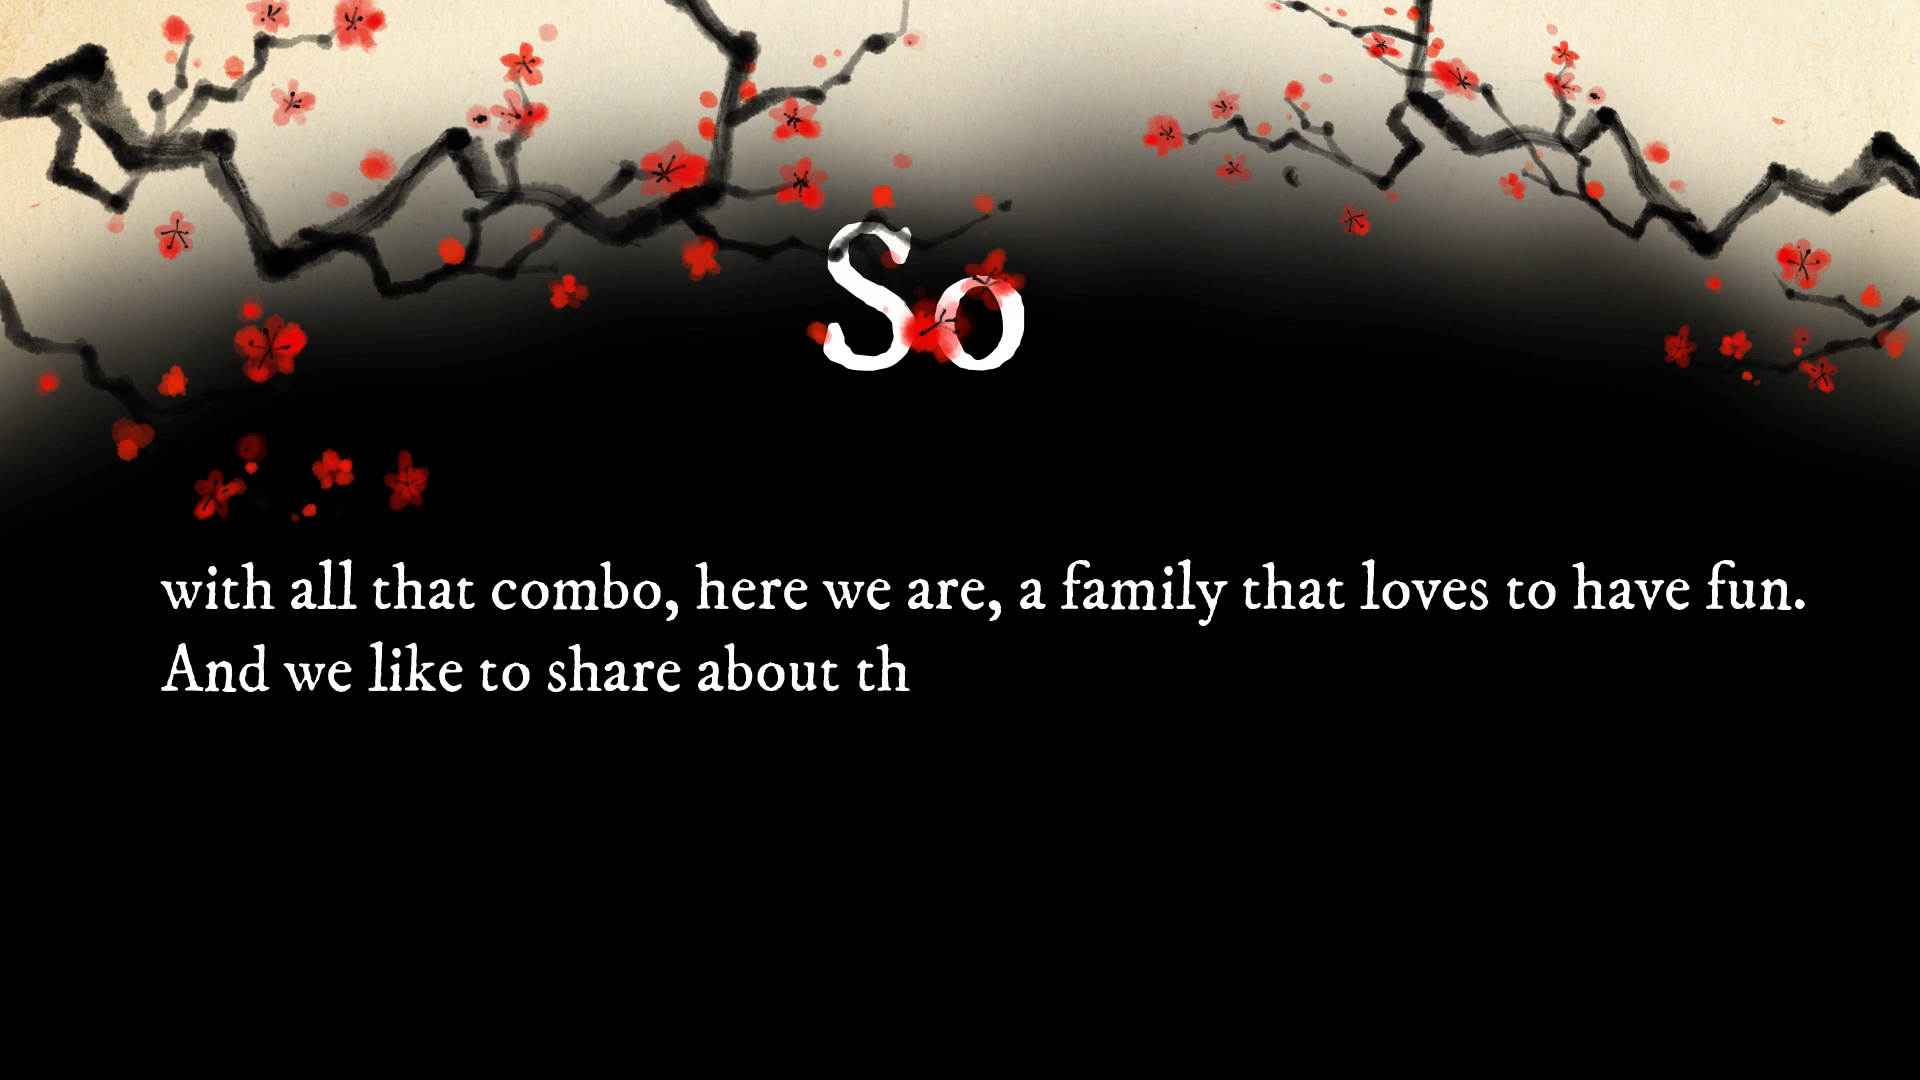 So
with all that combo, here we are, a family that loves to have fun.
And we like to share about th